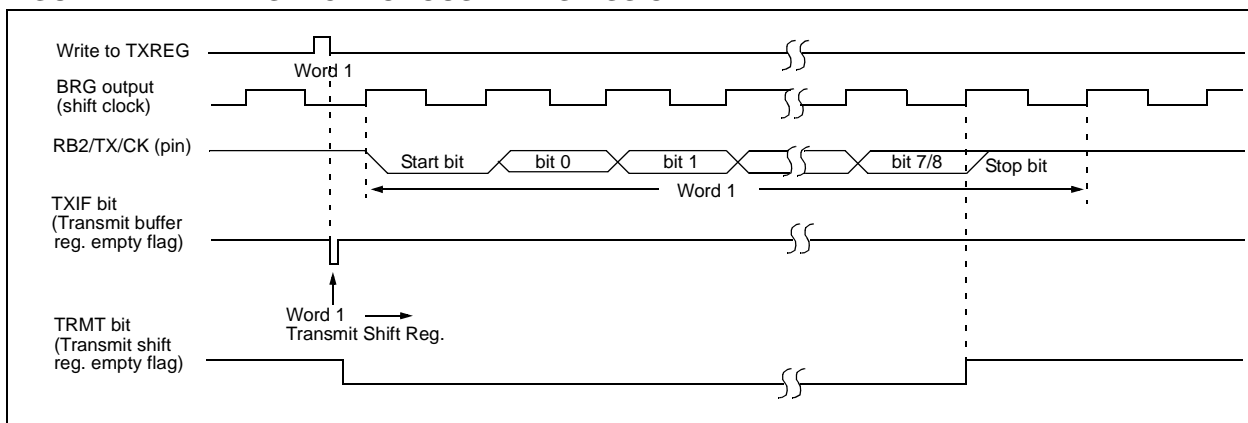 Write to TXREG
Word 1
BRG output
(shift clock)
RB2/TX/CK (pin)
Start bit
bit 0
bit 1
bit 7/8
Stop bit
Word 1
TXIF bit
(Transmit buffer
reg. empty flag)
Word 1
Transmit Shift Reg.
TRMT bit
(Transmit shift
reg. empty flag)